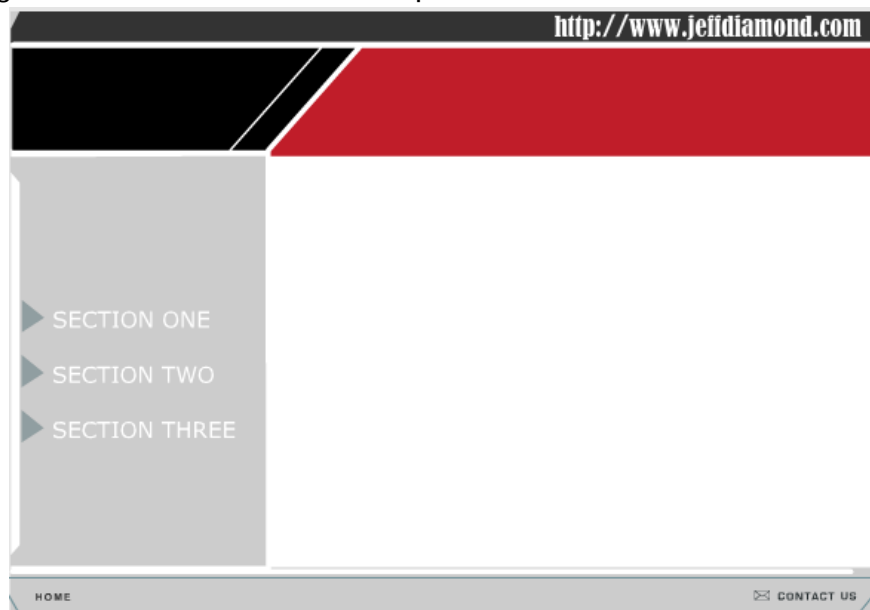 http://www.jeffdiamond.com
SECTION ONE
SECTION TWO
SECTION THREE
HOME
CONTACT US